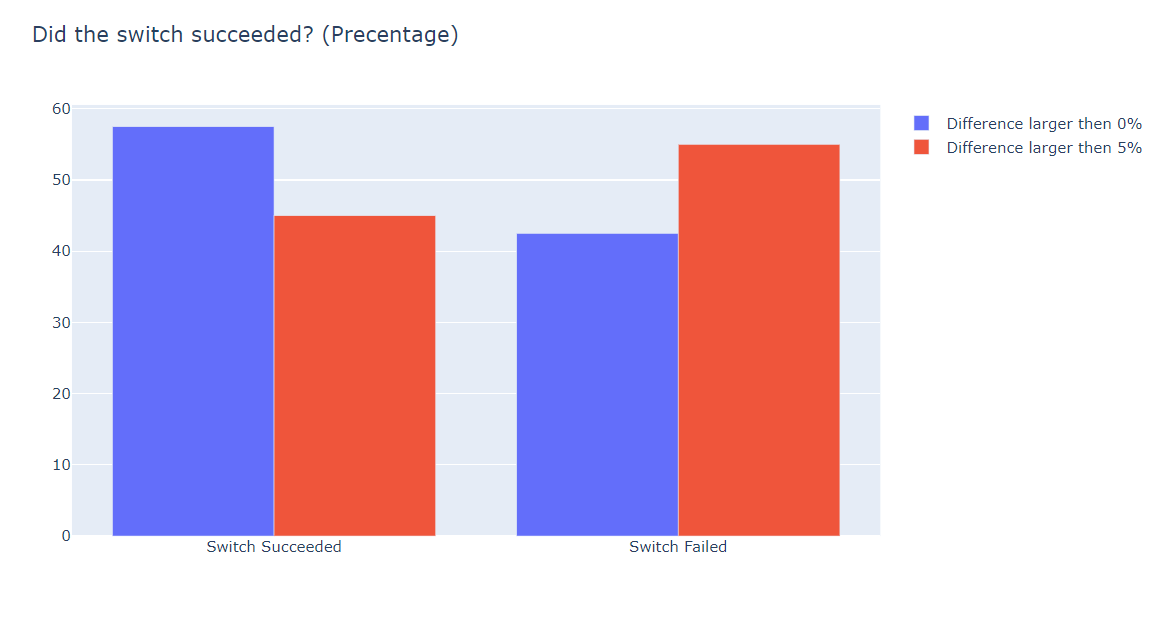 Did the switch succeeded? (Precentage)
60
50
40
30
20
10
0
Switch Succeeded
Switch Failed
Difference larger then 0%
Difference larger then 5%